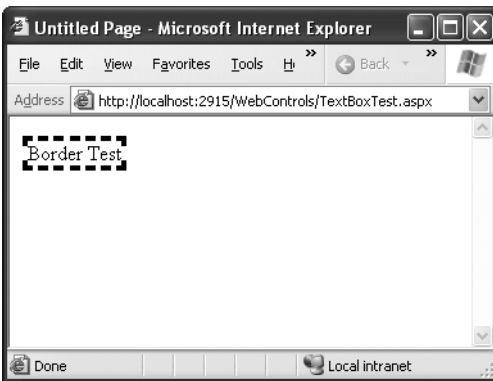 Untitled Page - Microsoft Internet Explorer
File Edit View Favorites Tools » Back »
Address http://localhost:2915/WebControls/TextBoxTest.aspx
Border Test
Done Local intranet